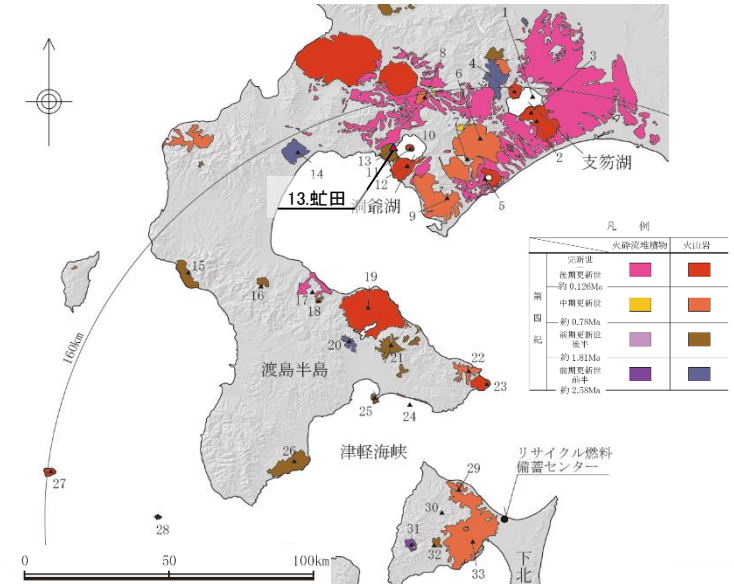 1
3
4
8
6
7
2
支笏湖
14
13
11
12
10
13.虻田
洞爺湖
9
5
凡 例
火砕流堆積物 火山岩
第四紀
完新世
後期更新世
約0.126Ma
中期更新世
約0.78Ma
前期更新世
後半
約1.81Ma
前期更新世
前半
約2.58Ma
15
16
17
18
19
20
21
22
23
渡島半島
160km
25
24
津軽海峡
26
27
28
リサイクル燃料
備蓄センター
29
30
31
32
33
下北
0 50 100km